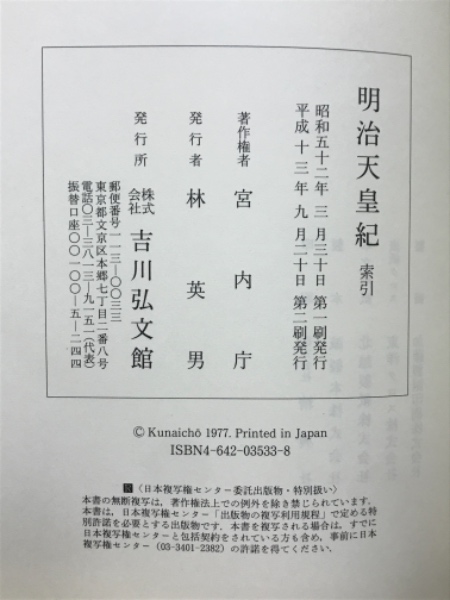 明治天皇紀 索引
昭和五十二年 三 月三十日 第一刷発行
平成 十三 年 九 月二十日 第二刷発行
著作権者 宮内庁
発行者 林英男
発行所 株式会社 吉川弘文館
郵便番号一一三―〇〇三三
東京都文京区本郷七丁目二番八号
電話〇三―三八一三―九一五一(代表)
振替口座〇〇一〇〇―五―二四四
© Kunaichō 1977. Printed in Japan
ISBN4-642-03533-8
〈日本複写権センター委託出版物・特別扱い〉
本書の無断複写は，著作権法上での例外を除き禁じられています．
本書は，日本複写権センター「出版物の複写利用規程」で定める特
別許諾を必要とする出版物です．本書を複写される場合は，すでに
日本複写権センターと包括契約をされている方も含め，事前に日本
複写権センター（03-3401-2382）の許諾を得てください．